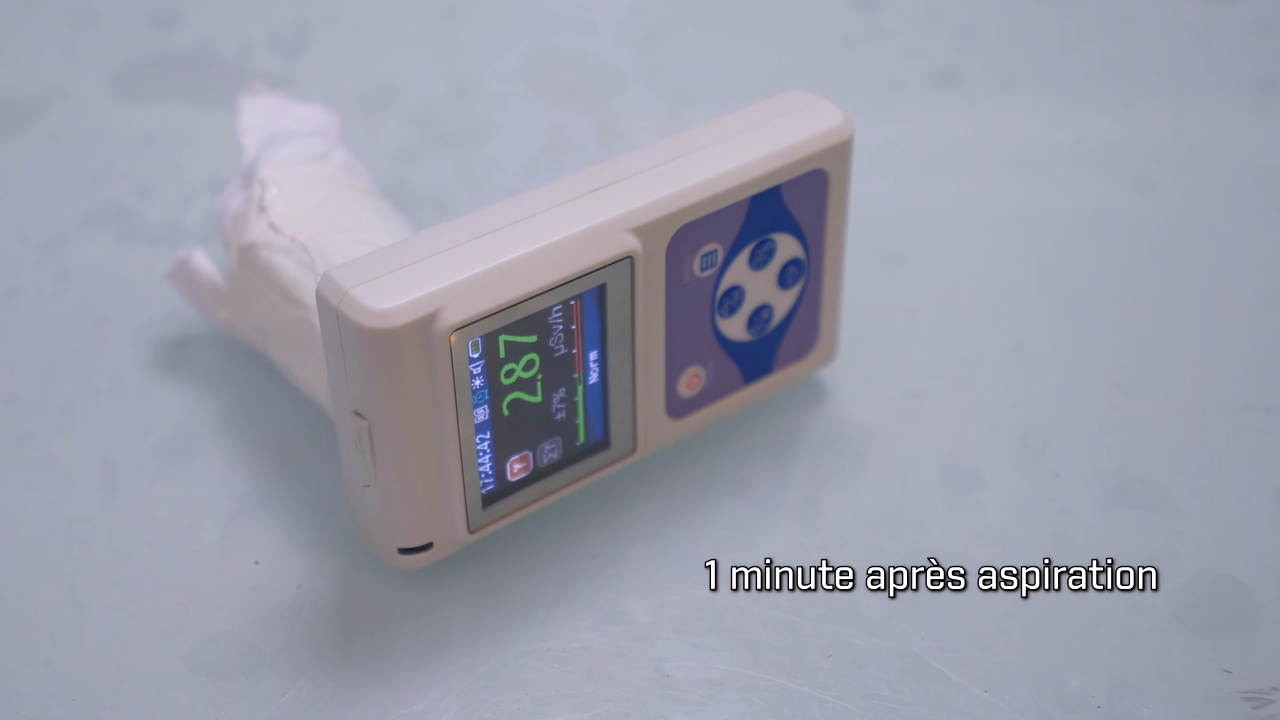 17:44:42
2.87
µSv/h
±7%
Norm
1 minute après aspiration